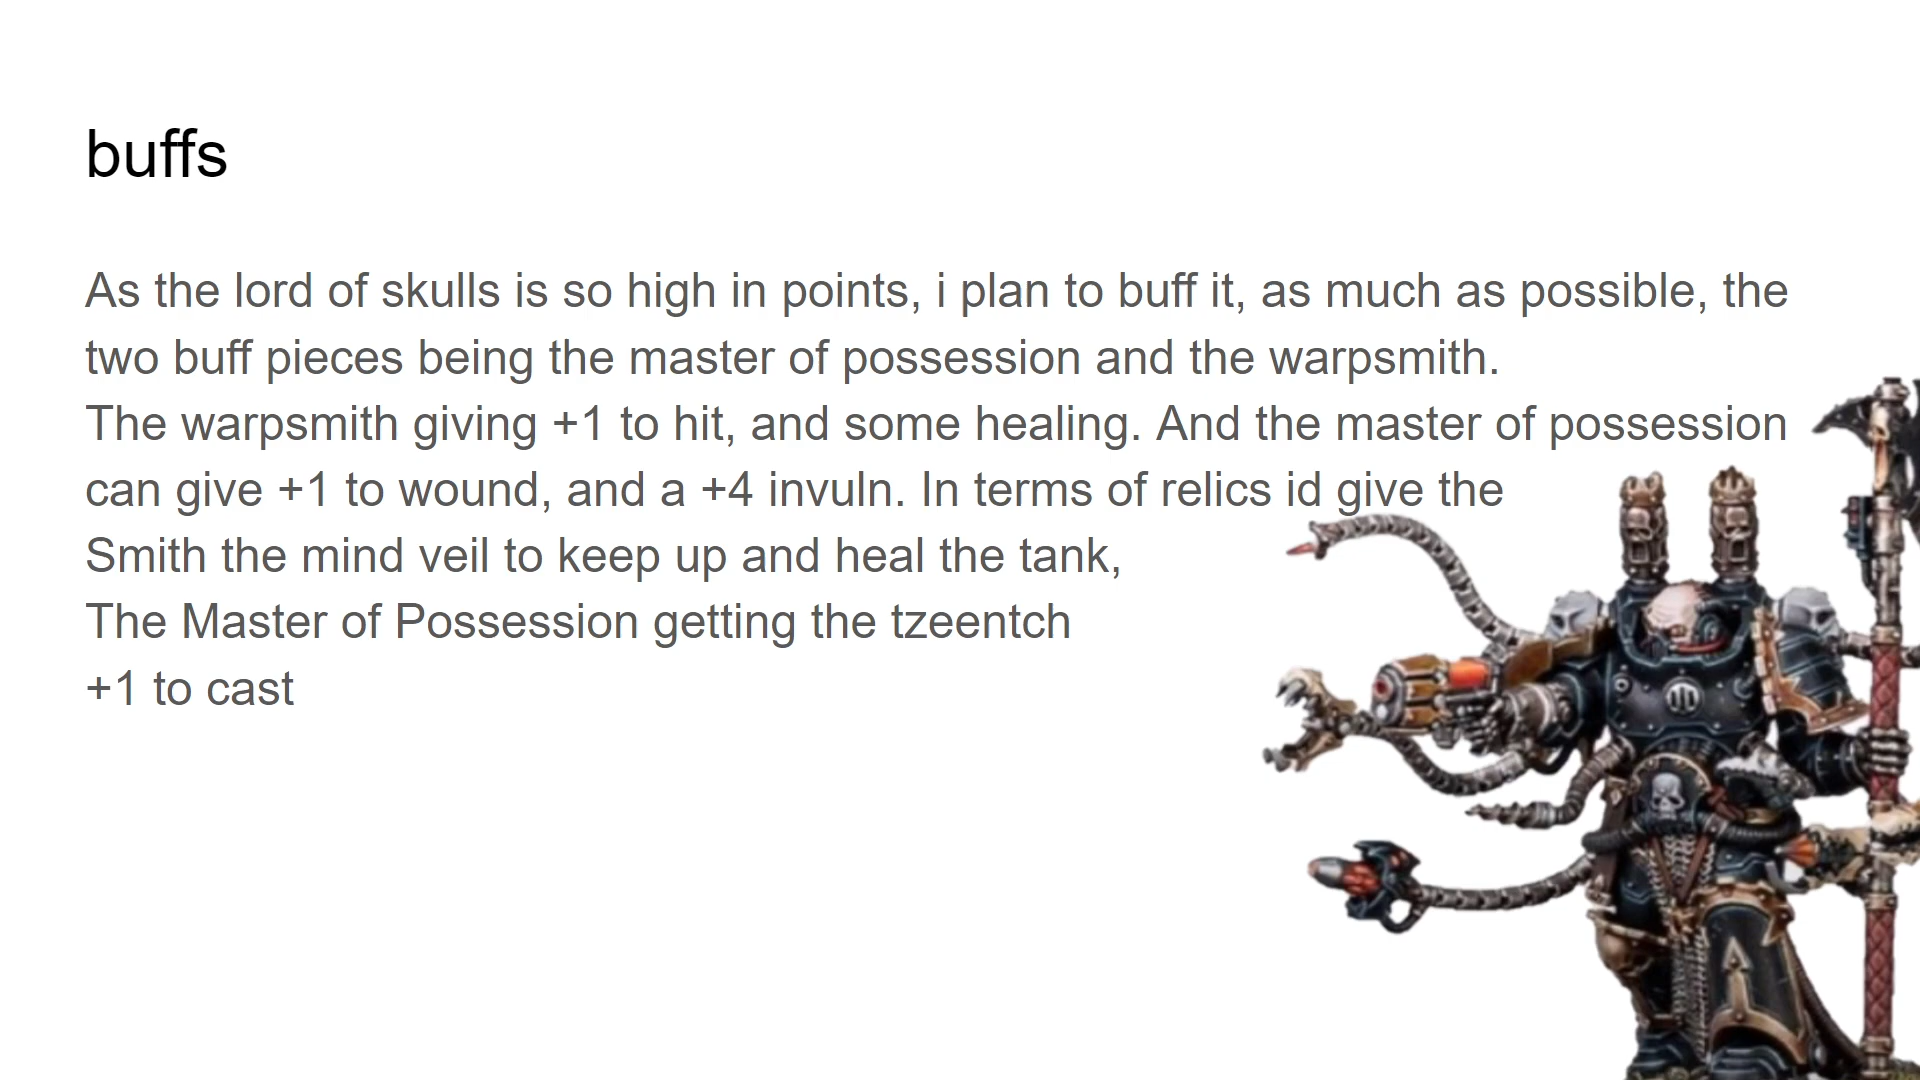 buffs
As the lord of skulls is so high in points, i plan to buff it, as much as possible, the
two buff pieces being the master of possession and the warpsmith.
The warpsmith giving +1 to hit, and some healing. And the master of possession
can give +1 to wound, and a +4 invuln. In terms of relics id give the
Smith the mind veil to keep up and heal the tank,
The Master of Possession getting the tzeentch
+1 to cast